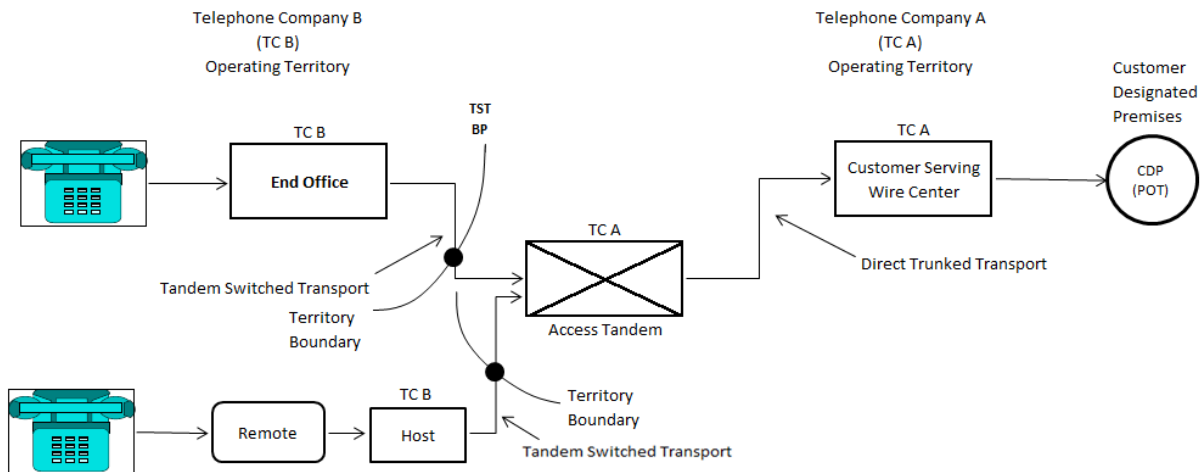 Telephone Company B
(TC B)
Operating Territory
Telephone Company A
(TC A)
Operating Territory
Customer
Designated
Premises
TST
BP
TC B
End Office
TC A
Customer Serving
Wire Center
CDP
(POT)
TC A
Access Tandem
Tandem Switched Transport
Territory
Boundary
Direct Trunked Transport
Remote
TC B
Host
Territory
Boundary
Tandem Switched Transport